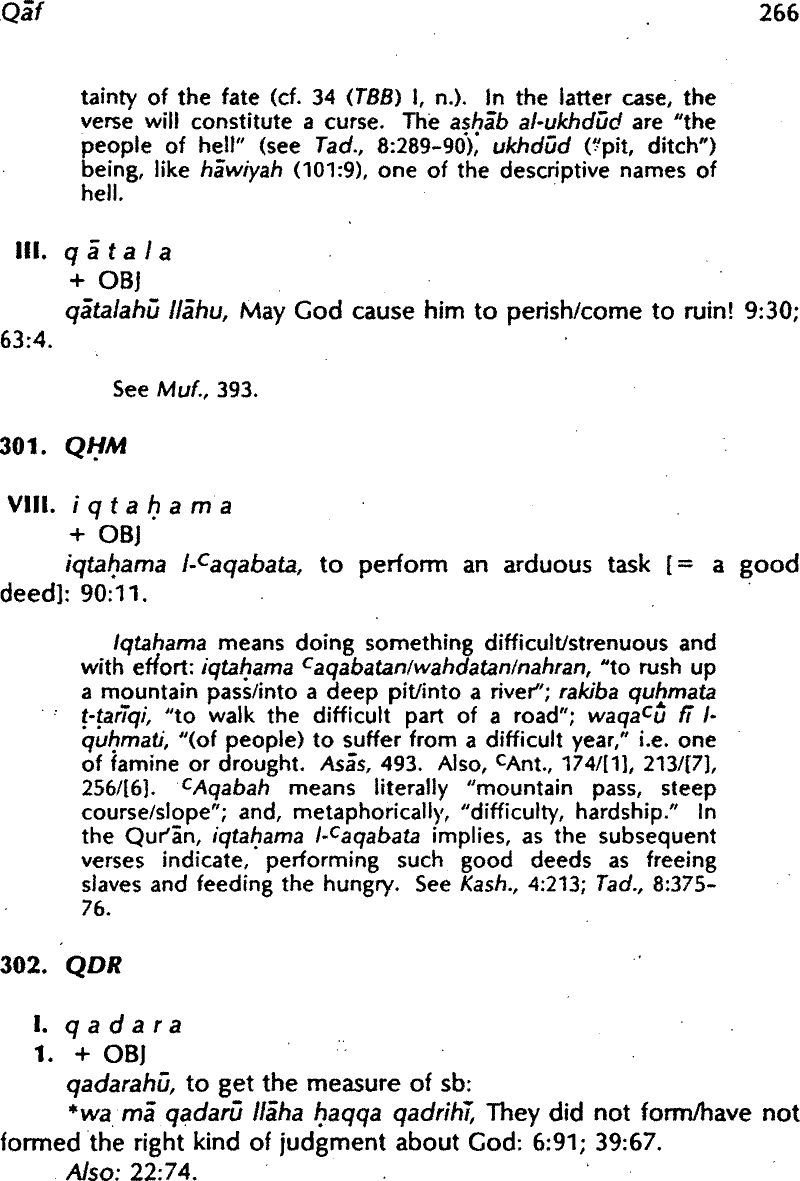 Qāf 266
tainty of the fate (cf. 34 (TBB) I, n.). In the latter case, the
verse will constitute a curse. The aṣḥāb al-ukhdūd are "the
people of hell" (see Tad., 8:289-90), ukhdūd ("pit, ditch")
being, like hāwiyah (101:9), one of the descriptive names of
hell.
III. q ā t a l a
+ OBJ
qātalahū llāhu, May God cause him to perish/come to ruin! 9:30;
63:4.
See Muf., 393.
301. QḤM
VIII. i q t a ḥ a m a
+ OBJ
iqtaḥama l-ᶜaqabata, to perform an arduous task [= a good
deed]: 90:11.
Iqtaḥama means doing something difficult/strenuous and
with effort: iqtaḥama ᶜaqabatan/wahdatan/nahran, "to rush up
a mountain pass/into a deep pit/into a river"; rakiba quḥmata
ṭ-ṭarīqi, "to walk the difficult part of a road"; waqaᶜū fī l-
quḥmati, "(of people) to suffer from a difficult year," i.e. one
of famine or drought. Asās, 493. Also, ᶜAnt., 174/[1], 213/[7],
256/[6]. ᶜAqabah means literally "mountain pass, steep
course/slope"; and, metaphorically, "difficulty, hardship." In
the Qur'ān, iqtaḥama l-ᶜaqabata implies, as the subsequent
verses indicate, performing such good deeds as freeing
slaves and feeding the hungry. See Kash., 4:213; Tad., 8:375-
76.
302. QDR
I. q a d a r a
1. + OBJ
qadarahū, to get the measure of sb:
*wa mā qadarū llāha ḥaqqa qadrihī, They did not form/have not
formed the right kind of judgment about God: 6:91; 39:67.
Also: 22:74.